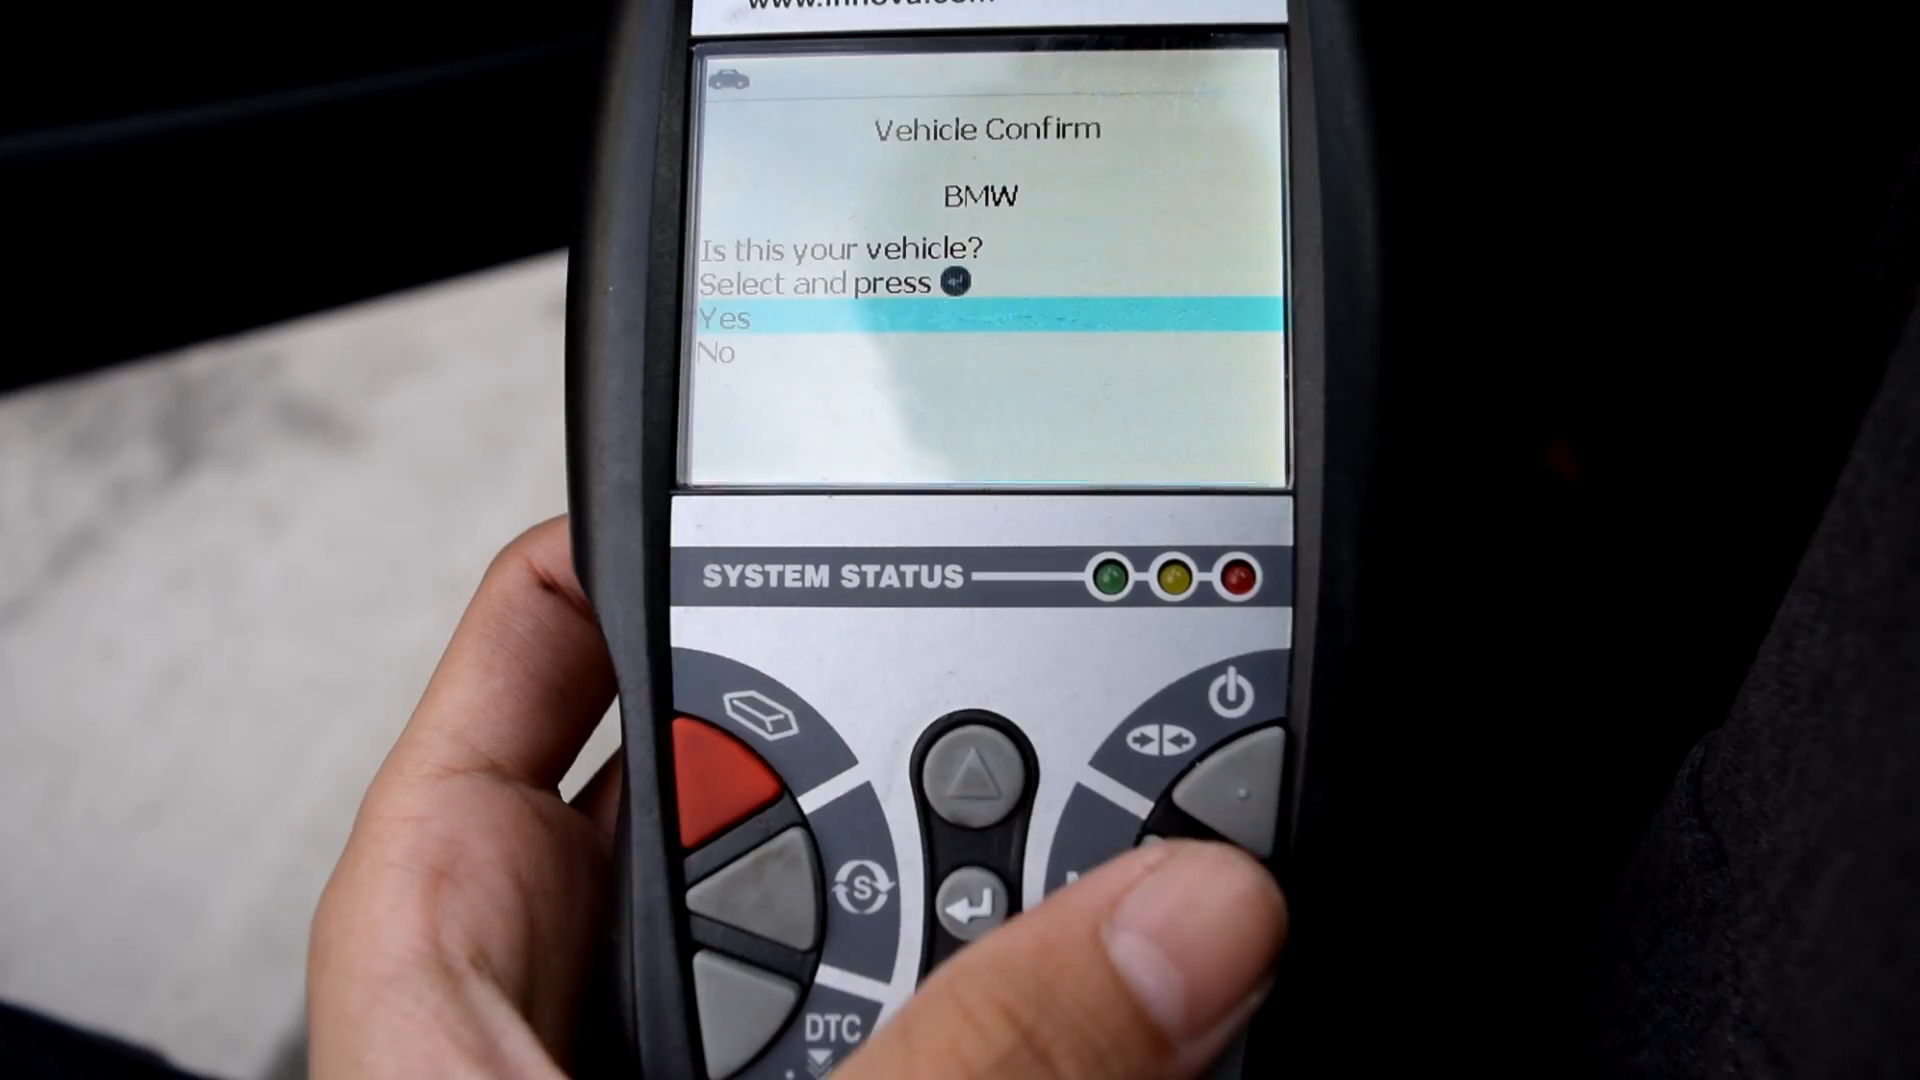 www.innova.com
Vehicle Confirm
BMW
Is this your vehicle?
Select and press
Yes
No
SYSTEM STATUS
S
DTC